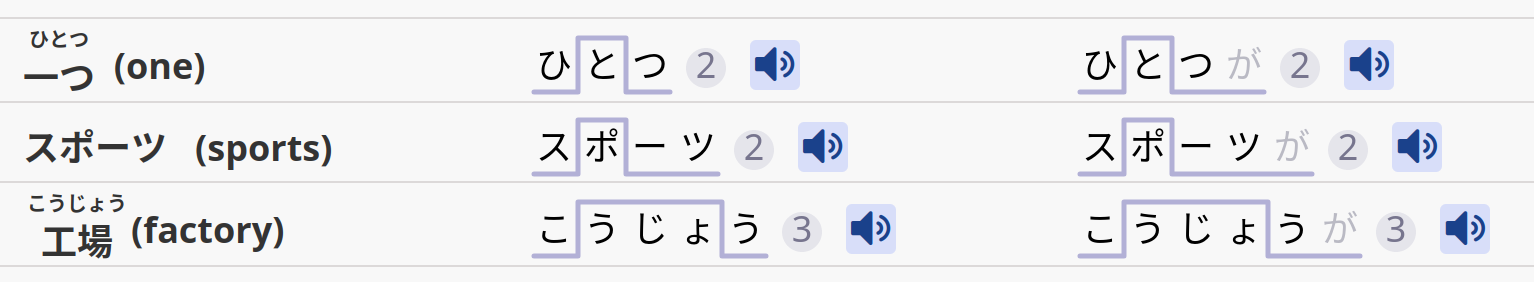 ひとつ
一つ (one) ひとつ 2 ひとつが 2
スポーツ (sports) スポーツ 2 スポーツが 2
こうじょう
工場 (factory) こうじょう 3 こうじょうが 3